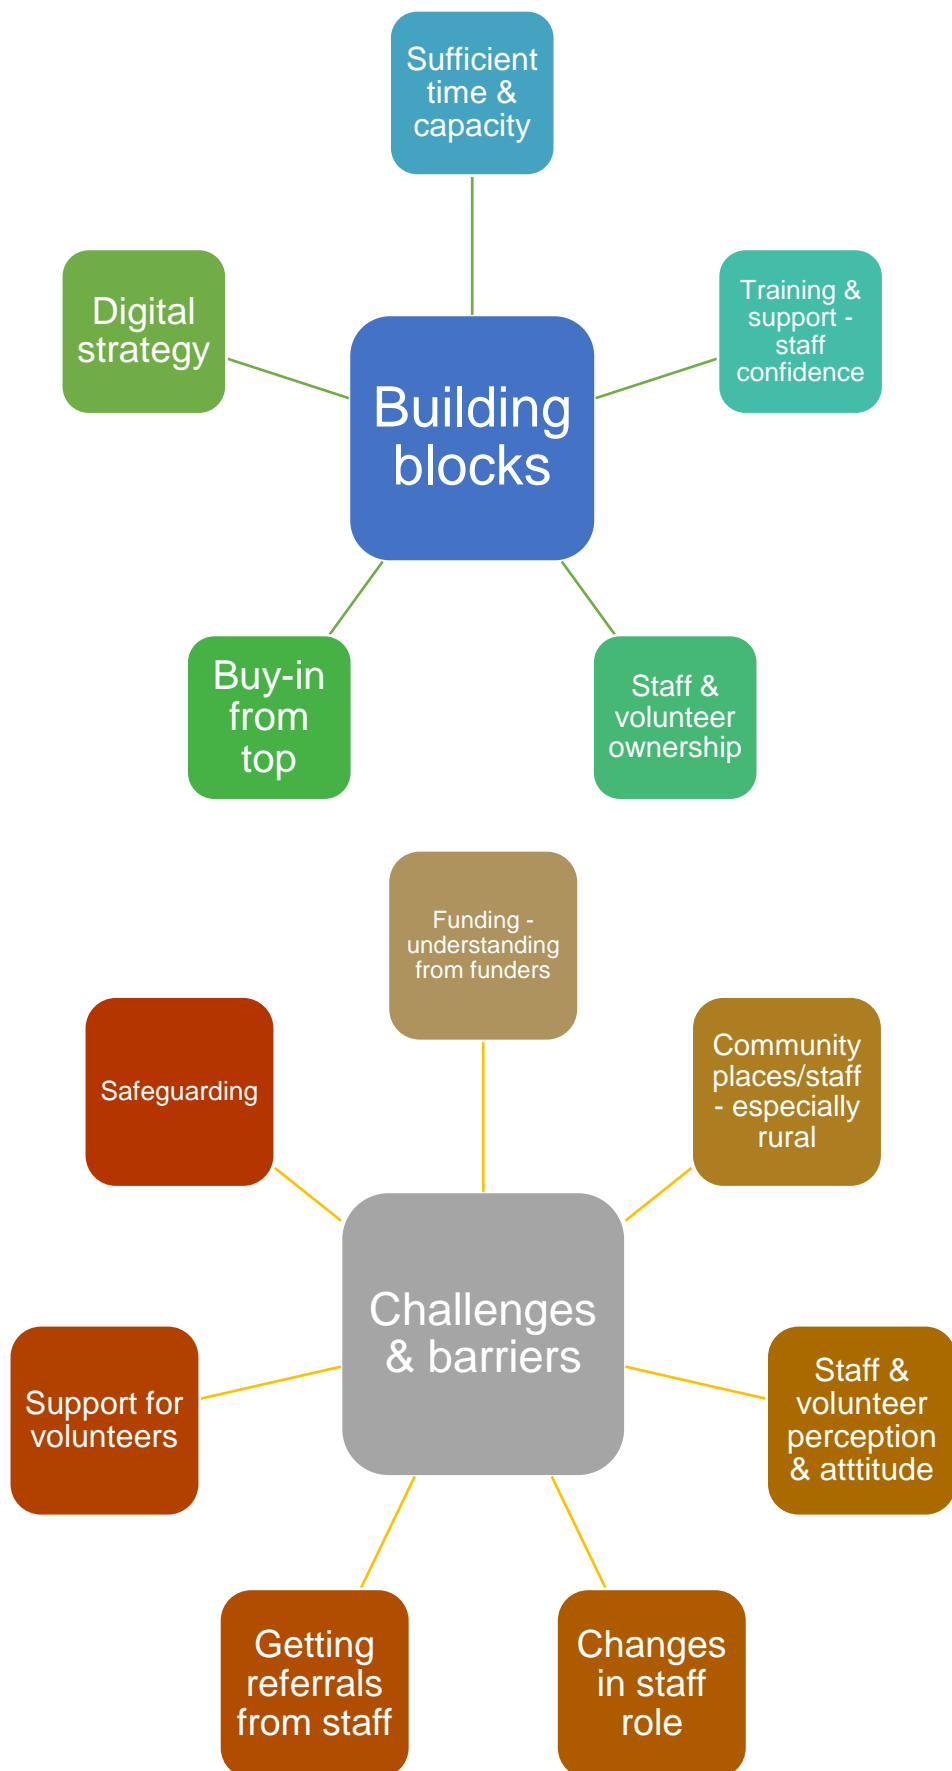 Sufficient
time &
capacity
Digital
strategy
Training &
support -
staff
confidence
Building
blocks
Buy-in
from
top
Staff &
volunteer
ownership
Funding -
understanding
from funders
Safeguarding
Community
places/staff
- especially
rural
Challenges
& barriers
Support for
volunteers
Staff &
volunteer
perception
& atttitude
Getting
referrals
from staff
Changes
in staff
role